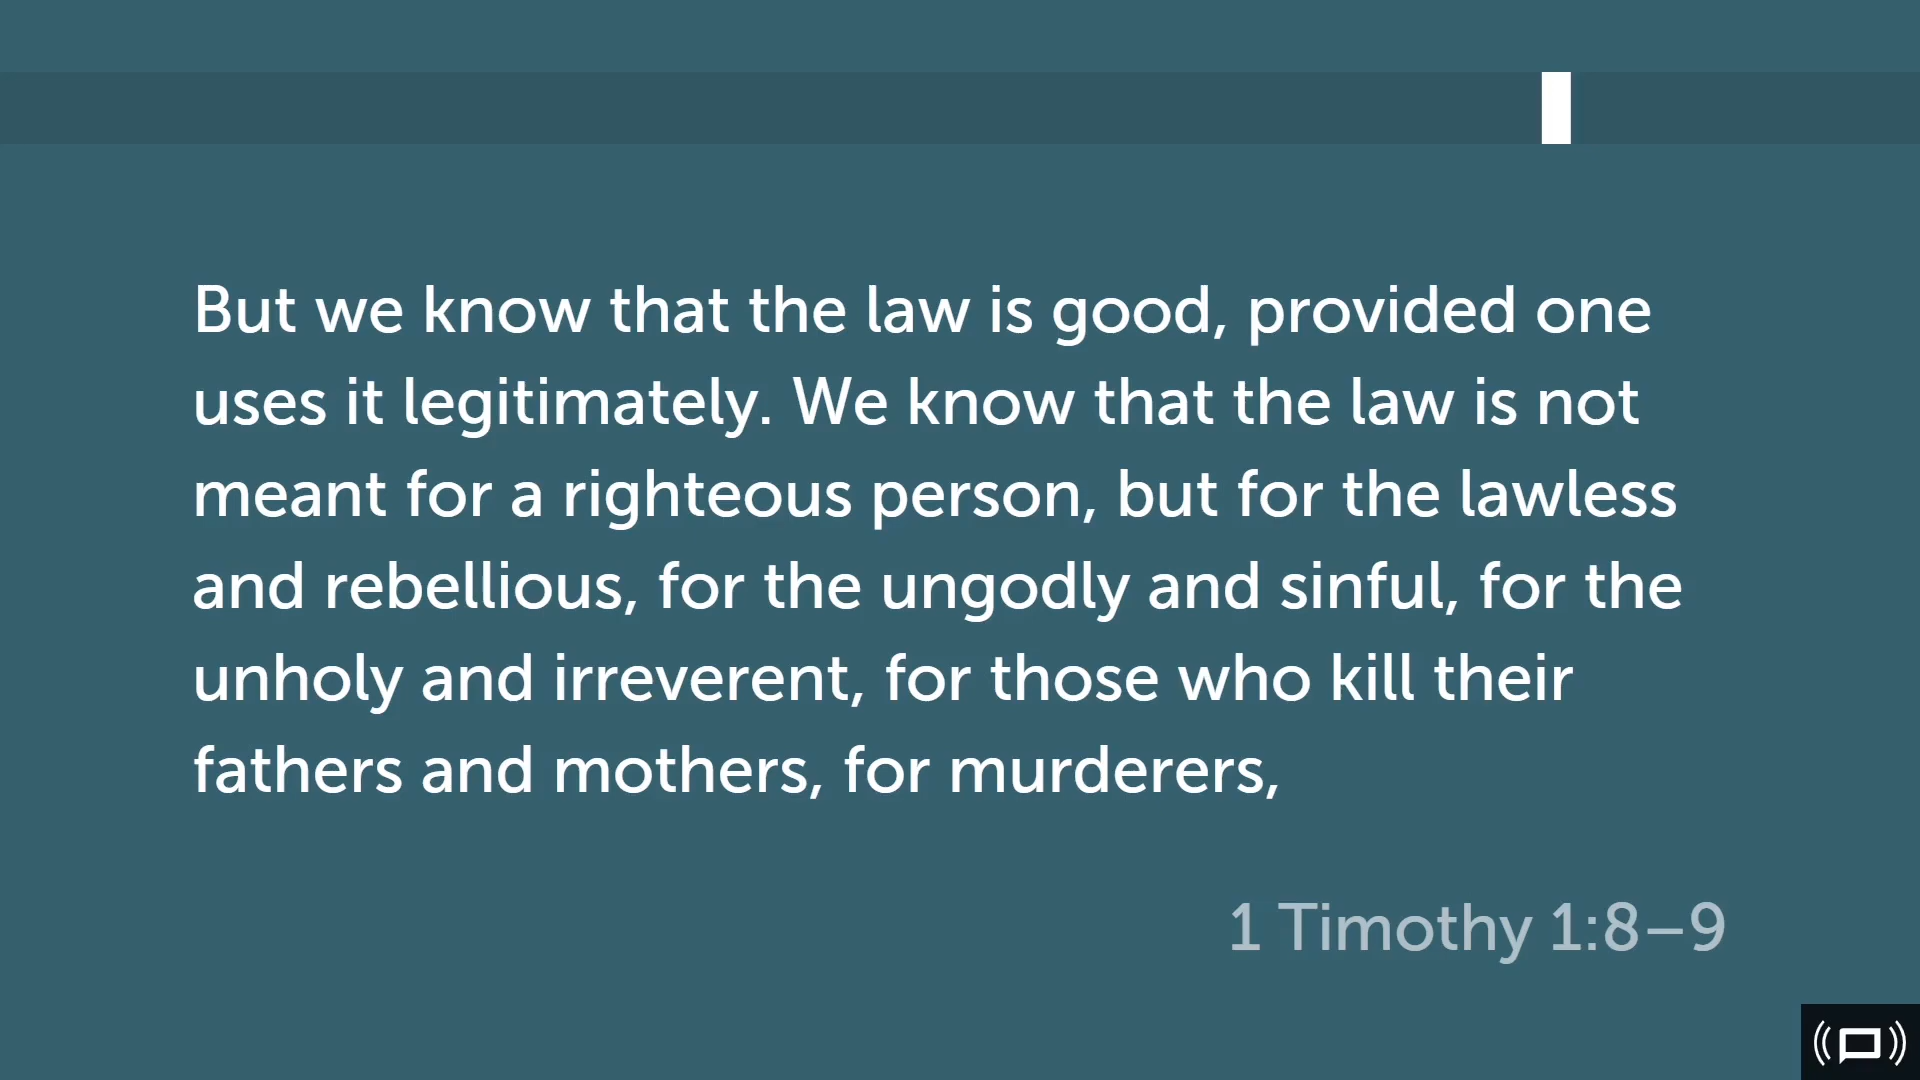 But we know that the law is good, provided one
uses it legitimately. We know that the law is not
meant for a righteous person, but for the lawless
and rebellious, for the ungodly and sinful, for the
unholy and irreverent, for those who kill their
fathers and mothers, for murderers,
1 Timothy 1:8–9